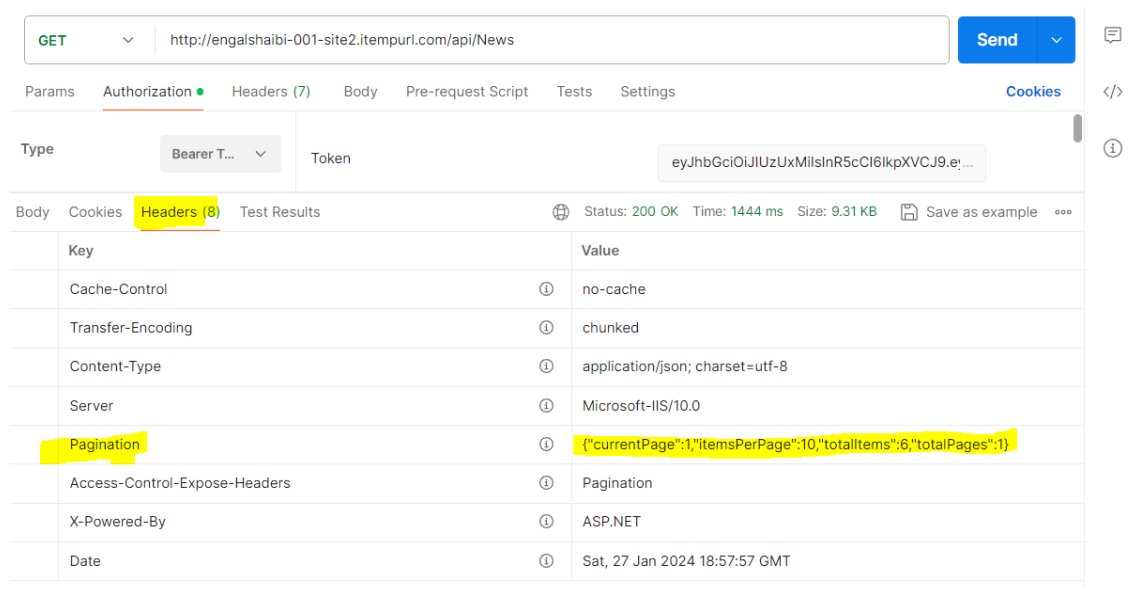 GET http://engalshaibi-001-site2.itempurl.com/api/News Send
Params Authorization Headers (7) Body Pre-request Script Tests Settings Cookies
Type Bearer T... Token eyJhbGciOiJIUzUxMiIsInR5cCI6IkpXVCJ9.ey...
Body Cookies Headers (8) Test Results Status: 200 OK Time: 1444 ms Size: 9.31 KB Save as example
Key Value
Cache-Control no-cache
Transfer-Encoding chunked
Content-Type application/json; charset=utf-8
Server Microsoft-IIS/10.0
Pagination {"currentPage":1,"itemsPerPage":10,"totalItems":6,"totalPages":1}
Access-Control-Expose-Headers Pagination
X-Powered-By ASP.NET
Date Sat, 27 Jan 2024 18:57:57 GMT